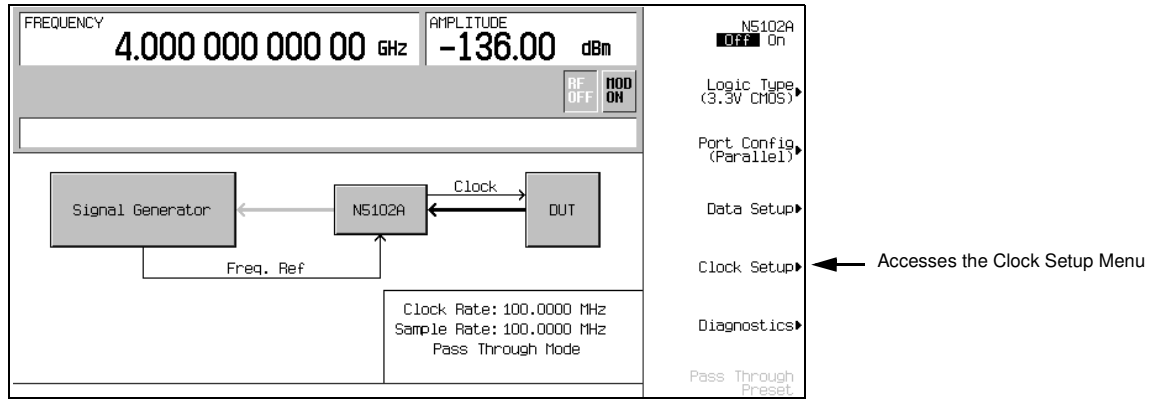 FREQUENCY
4.000 000 000 00 GHz
AMPLITUDE
-136.00 dBm
RF
OFF
MOD
ON
N5102A
Off On
Logic Type
(3.3V CMOS)
Port Config
(Parallel)
Data Setup
Clock Setup
Diagnostics
Pass Through
Preset
Signal Generator
N5102A
Clock
DUT
Freq. Ref
Clock Rate: 100.0000 MHz
Sample Rate: 100.0000 MHz
Pass Through Mode
Accesses the Clock Setup Menu